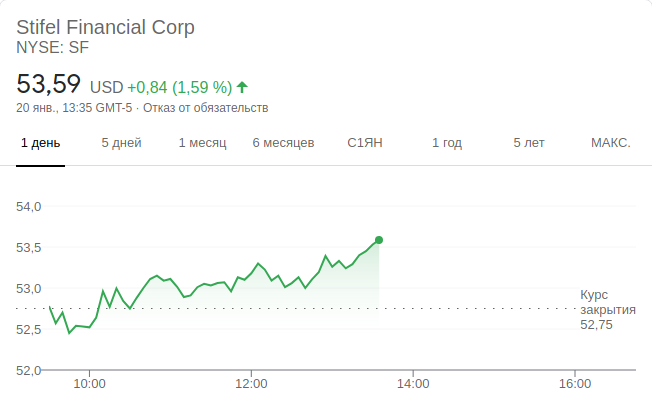 Stifel Financial Corp
NYSE: SF
53,59 USD +0,84 (1,59 %)
20 янв., 13:35 GMT-5 · Отказ от обязательств
1 день 5 дней 1 месяц 6 месяцев С1ЯН 1 год 5 лет МАКС.
54,0
53,5
53,0
Курс
закрытия
52,75
52,5
52,0
10:00 12:00 14:00 16:00